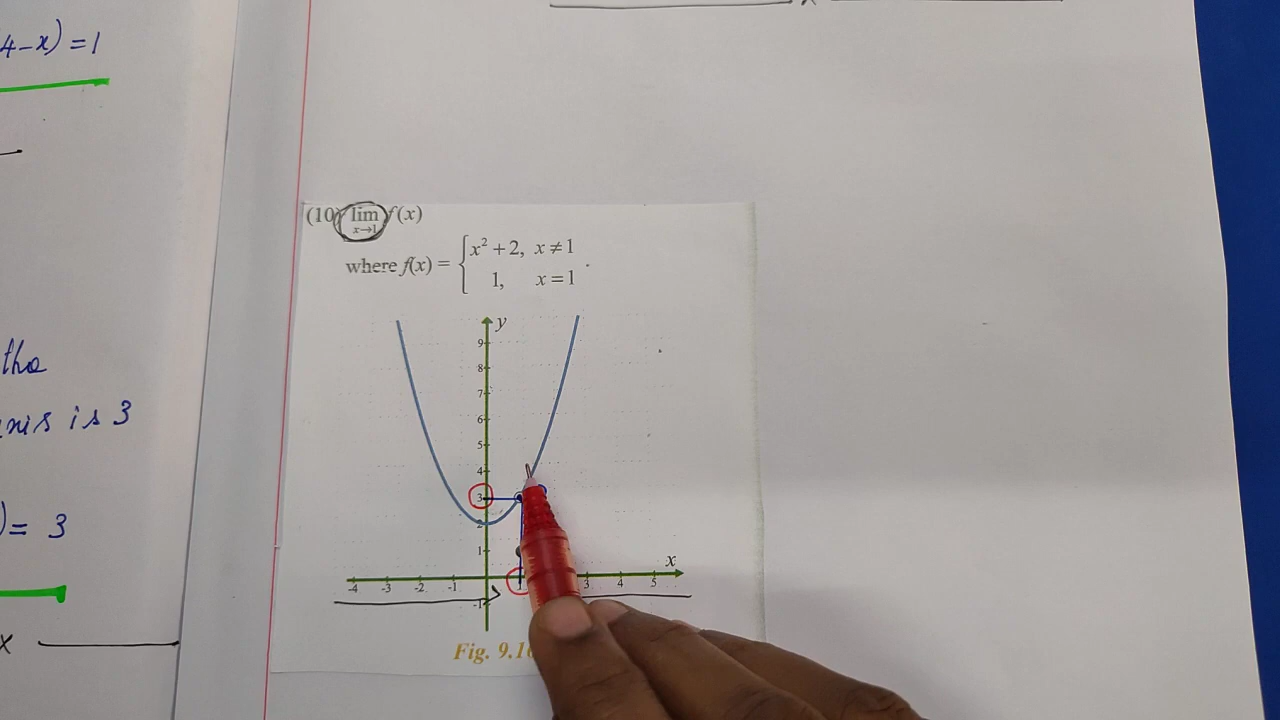 4-x) = 1
the
axis is 3
) = 3
x
x
(10) lim f(x)
x→1
where f(x) = { x² + 2, x ≠ 1
1, x = 1 .
y
9
8
7
6
5
4
3
2
1
-4 -3 -2 -1 3 4 5 x
-1
Fig. 9.1